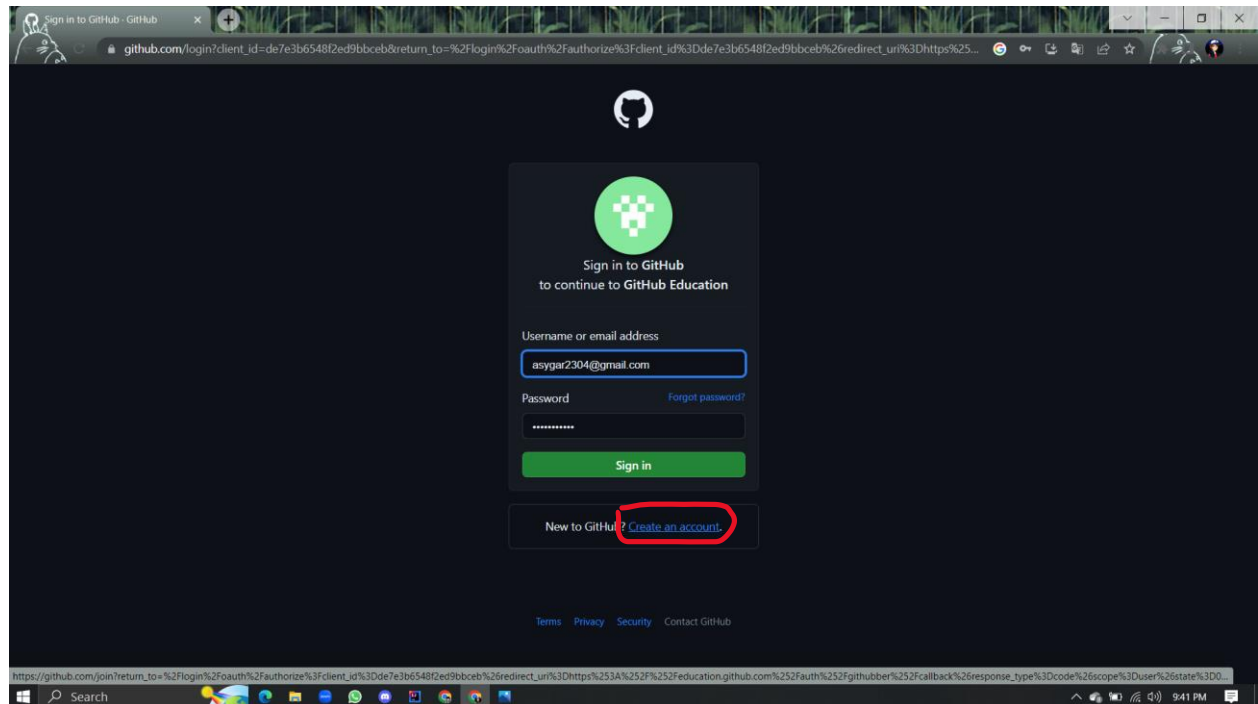 Sign in to GitHub · GitHub
github.com/login?client_id=de7e3b6548f2ed9bbceb&return_to=%2Flogin%2Foauth%2Fauthorize%3Fclient_id%3Dde7e3b6548f2ed9bbceb%26redirect_uri%3Dhttps%25...
Sign in to GitHub
to continue to GitHub Education
Username or email address
asygar2304@gmail.com
Password Forgot password?
Sign in
New to GitHub? Create an account.
Terms Privacy Security Contact GitHub
https://github.com/join?return_to=%2Flogin%2Foauth%2Fauthorize%3Fclient_id%3Dde7e3b6548f2ed9bbceb%26redirect_uri%3Dhttps%253A%252F%252Feducation.github.com%252Fauth%252Fgithubber%252Fcallback%26response_type%3Dcode%26scope%3Duser%26state%3D0...
Search
9:41 PM